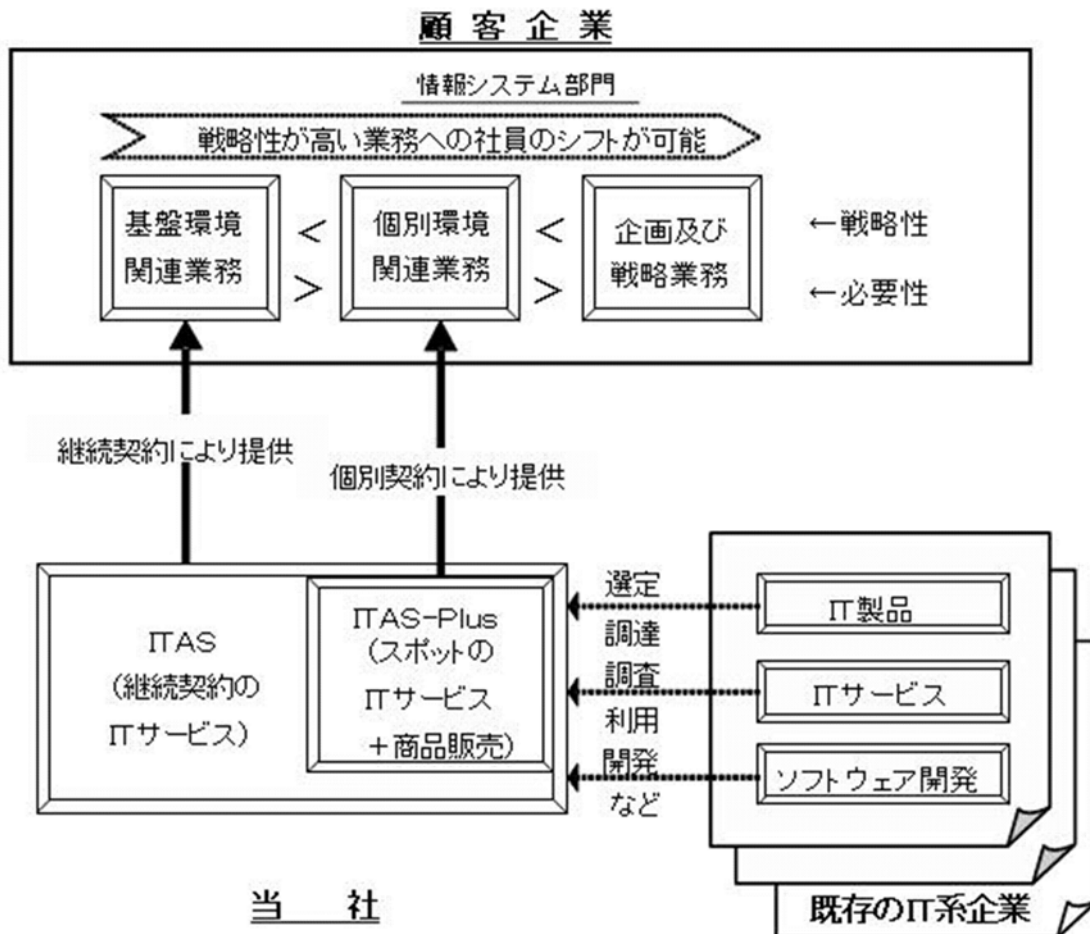 顧客企業
情報システム部門
戦略性が高い業務への社員のシフトが可能
基盤環境
関連業務
<
>
個別環境
関連業務
<
>
企画及び
戦略業務
←戦略性
←必要性
継続契約により提供
個別契約により提供
ITAS
(継続契約の
ITサービス)
ITAS-Plus
(スポットの
ITサービス
+商品販売)
選定
調達
調査
利用
開発
など
IT製品
ITサービス
ソフトウェア開発
当 社
既存のIT系企業